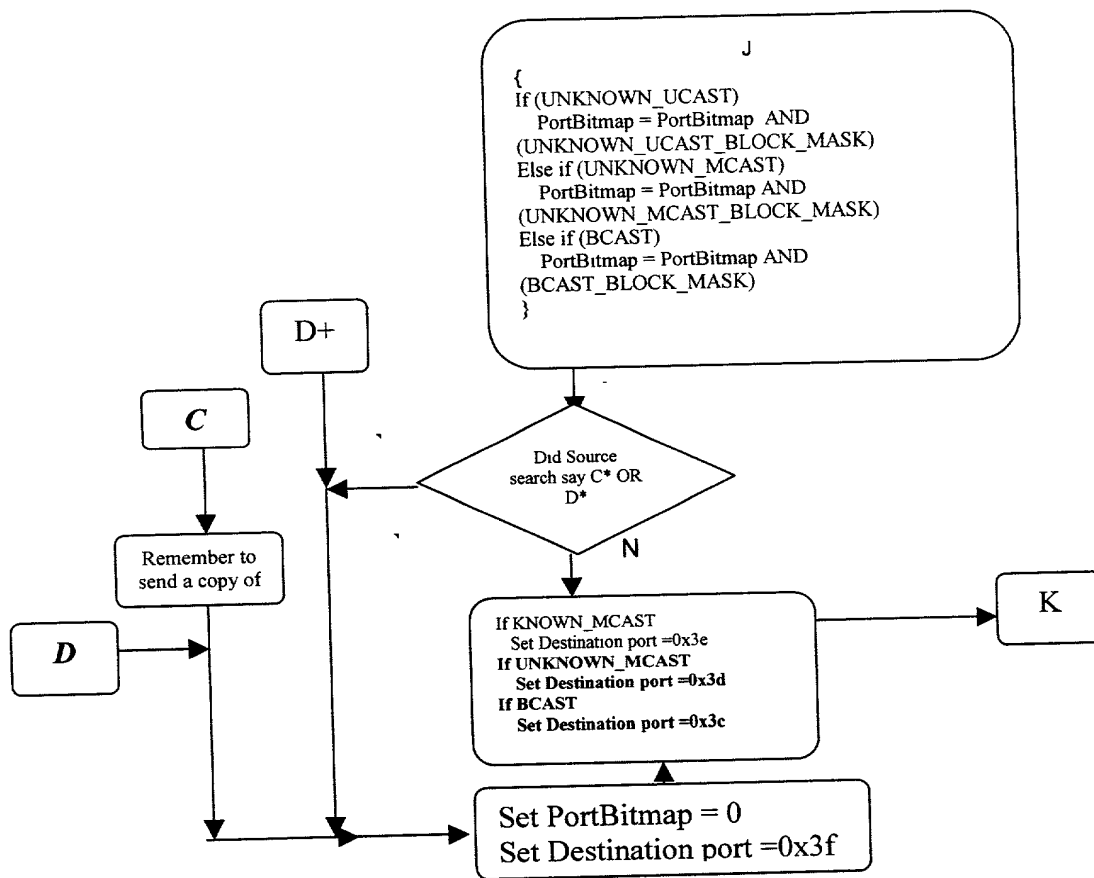 J
{
If (UNKNOWN_UCAST)
PortBitmap = PortBitmap AND
(UNKNOWN_UCAST_BLOCK_MASK)
Else if (UNKNOWN_MCAST)
PortBitmap = PortBitmap AND
(UNKNOWN_MCAST_BLOCK_MASK)
Else if (BCAST)
PortBitmap = PortBitmap AND
(BCAST_BLOCK_MASK)
}
D+
C
Did Source
search say C* OR
D*
N
Remember to
send a copy of
D
If KNOWN_MCAST
Set Destination port =0x3e
If UNKNOWN_MCAST
Set Destination port =0x3d
If BCAST
Set Destination port =0x3c
K
Set PortBitmap = 0
Set Destination port =0x3f